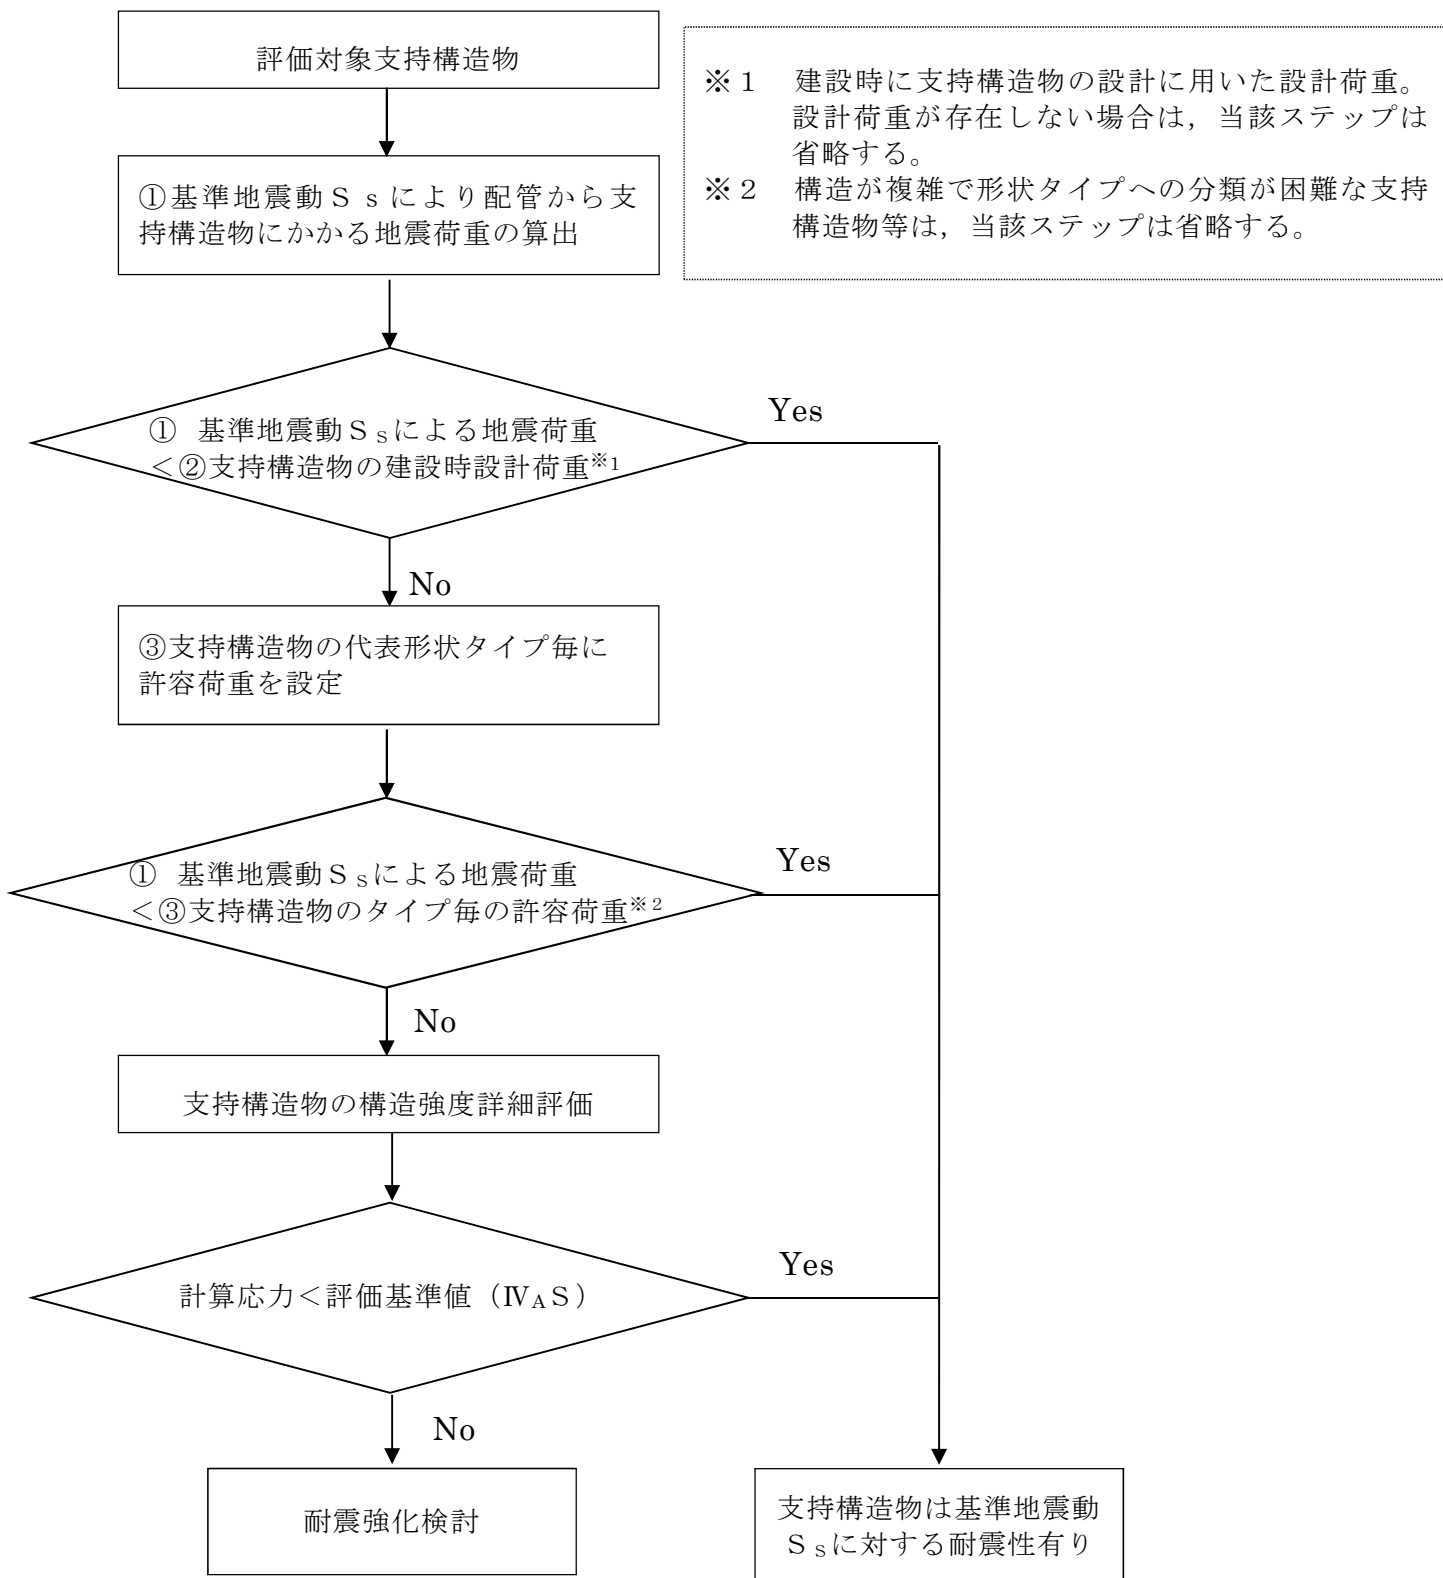 評価対象支持構造物
※1 建設時に支持構造物の設計に用いた設計荷重。
設計荷重が存在しない場合は,当該ステップは
省略する。
※2 構造が複雑で形状タイプへの分類が困難な支持
構造物等は,当該ステップは省略する。
①基準地震動Ssにより配管から支
持構造物にかかる地震荷重の算出
① 基準地震動Ssによる地震荷重
<②支持構造物の建設時設計荷重※1
Yes
No
③支持構造物の代表形状タイプ毎に
許容荷重を設定
① 基準地震動Ssによる地震荷重
<③支持構造物のタイプ毎の許容荷重※2
Yes
No
支持構造物の構造強度詳細評価
計算応力<評価基準値(ⅣAS)
Yes
No
耐震強化検討
支持構造物は基準地震動
Ssに対する耐震性有り